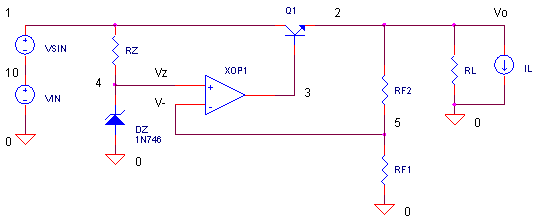 1
Q1
2
Vo
VSIN
RZ
RL
IL
10
4
Vz
XOP1
VIN
V-
3
RF2
0
DZ
1N746
5
0
0
RF1
0